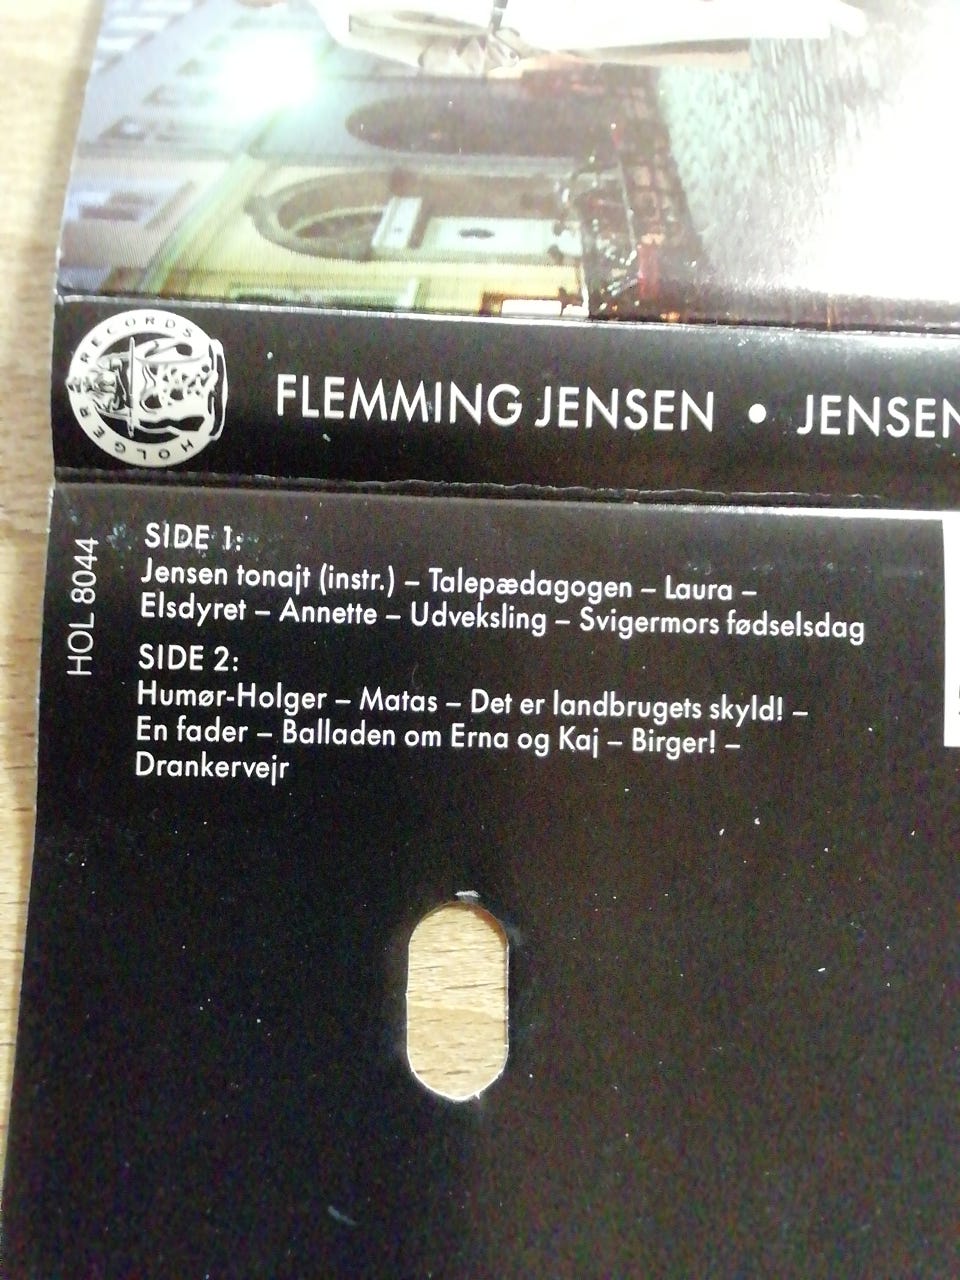 HOLGER RECORDS
FLEMMING JENSEN • JENSEN
HOL 8044
SIDE 1:
Jensen tonajt (instr.) – Talepædagogen – Laura –
Elsdyret – Annette – Udveksling – Svigermors fødselsdag
SIDE 2:
Humør-Holger – Matas – Det er landbrugets skyld! –
En fader – Balladen om Erna og Kaj – Birger! –
Drankervejr